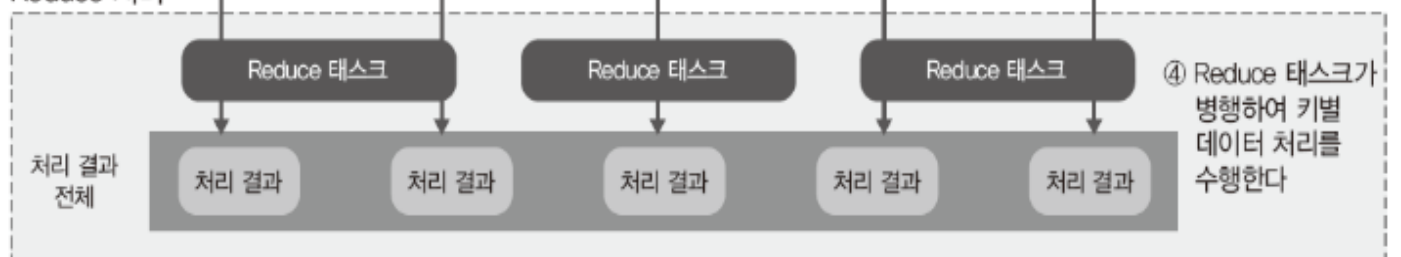 Reduce 태스크
Reduce 태스크
Reduce 태스크
④ Reduce 태스크가
병행하여 키별
데이터 처리를
수행한다
처리 결과
전체
처리 결과
처리 결과
처리 결과
처리 결과
처리 결과